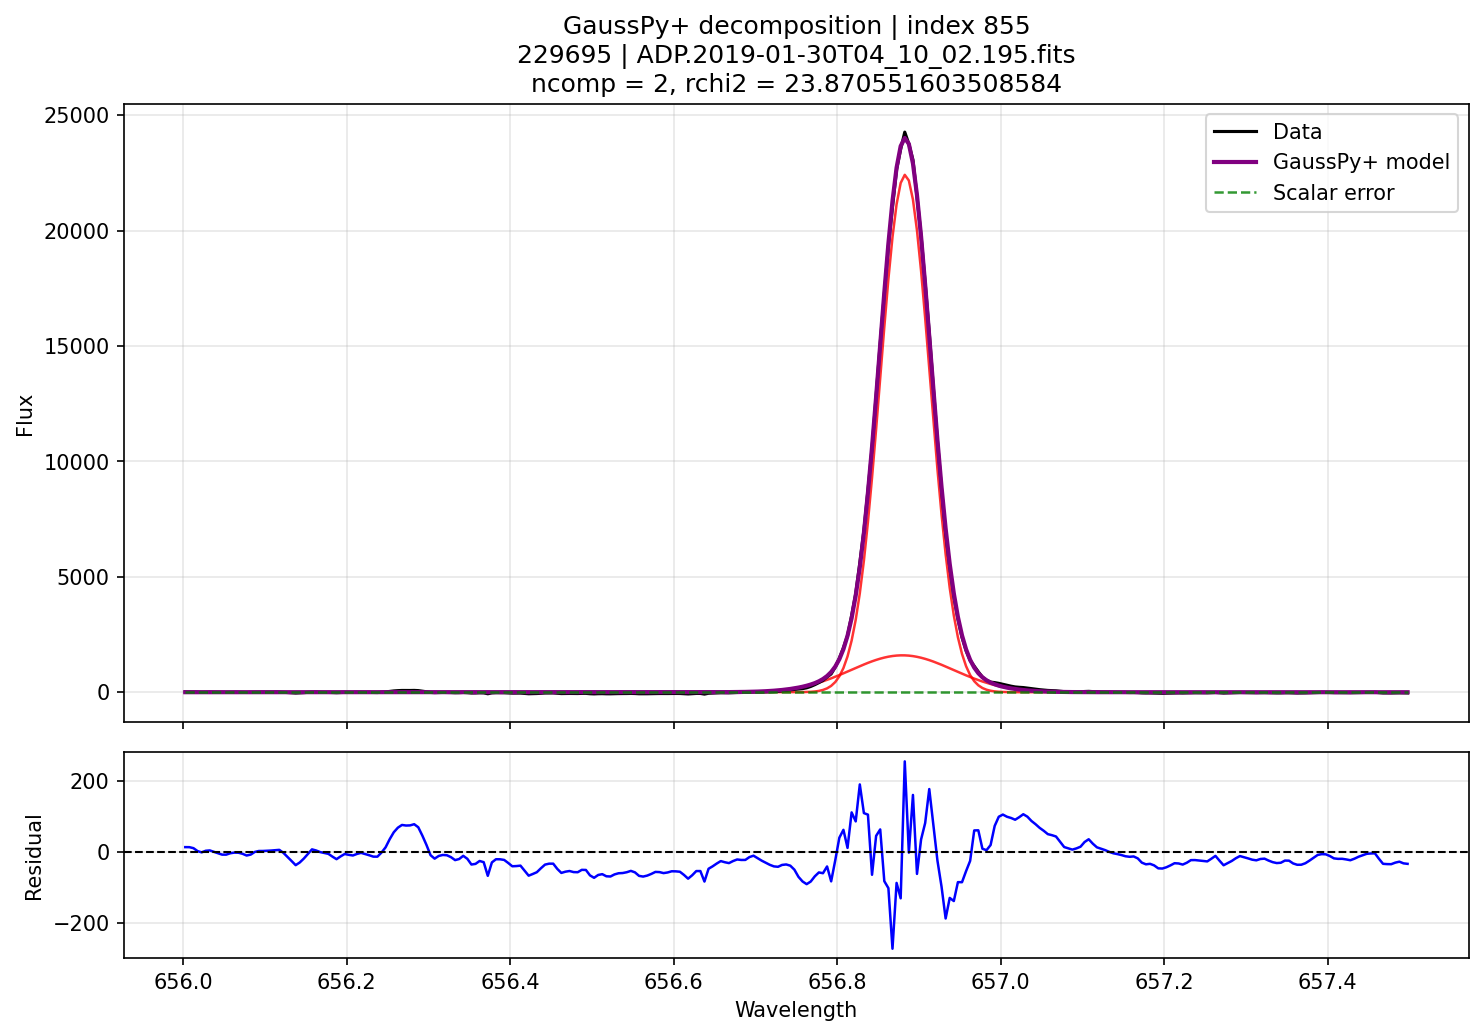 GaussPy+ decomposition | index 855
229695 | ADP.2019-01-30T04_10_02.195.fits
ncomp = 2, rchi2 = 23.870551603508584
Data
GaussPy+ model
Scalar error
25000
20000
15000
10000
5000
0
Flux
200
0
−200
Residual
656.0 656.2 656.4 656.6 656.8 657.0 657.2 657.4
Wavelength